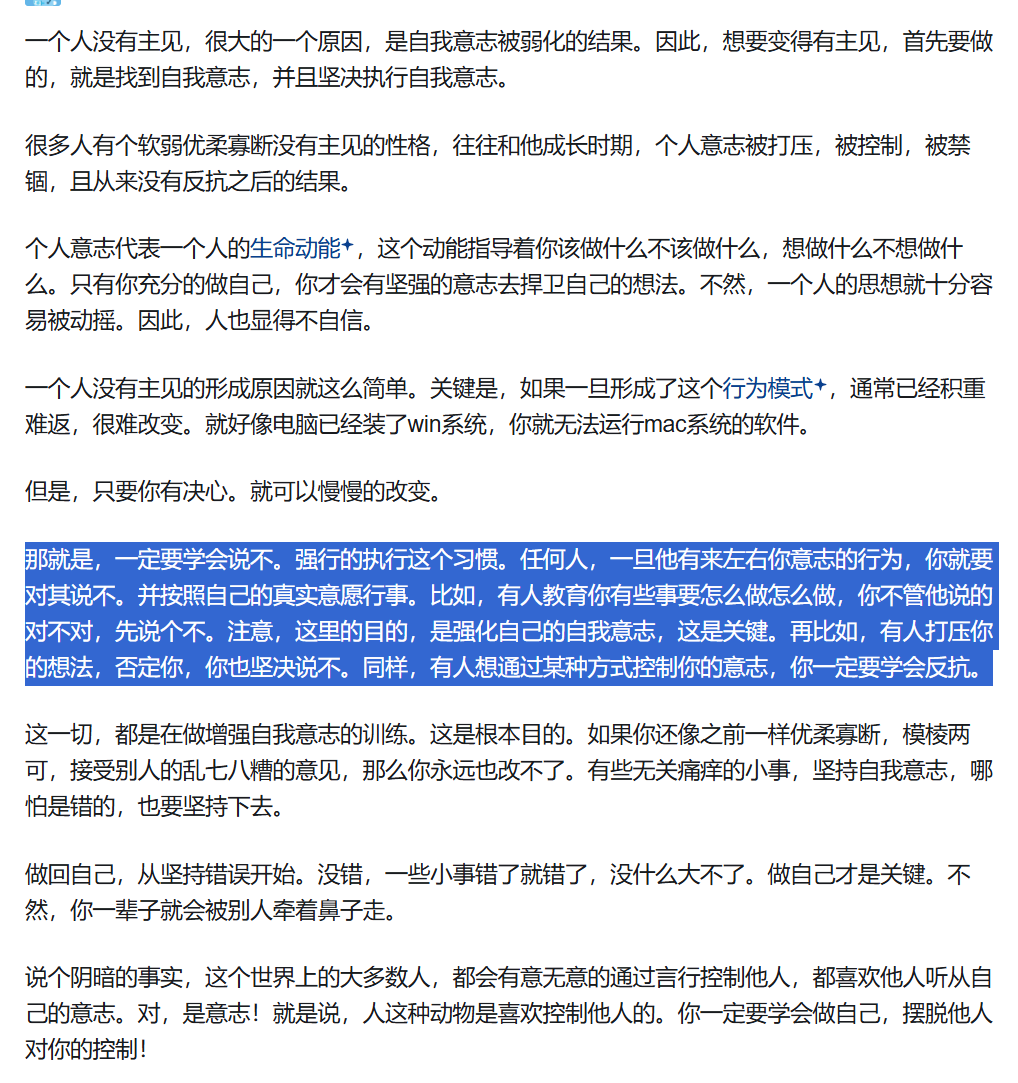 一个人没有主见，很大的一个原因，是自我意志被弱化的结果。因此，想要变得有主见，首先要做
的，就是找到自我意志，并且坚决执行自我意志。
很多人有个软弱优柔寡断没有主见的性格，往往和他成长时期，个人意志被打压，被控制，被禁
锢，且从来没有反抗之后的结果。
个人意志代表一个人的生命动能，这个动能指导着你该做什么不该做什么，想做什么不想做什
么。只有你充分的做自己，你才会有坚强的意志去捍卫自己的想法。不然，一个人的思想就十分容
易被动摇。因此，人也显得不自信。
一个人没有主见的形成原因就这么简单。关键是，如果一旦形成了这个行为模式，通常已经积重
难返，很难改变。就好像电脑已经装了win系统，你就无法运行mac系统的软件。
但是，只要你有决心。就可以慢慢的改变。
那就是，一定要学会说不。强行的执行这个习惯。任何人，一旦他有来左右你意志的行为，你就要
对其说不。并按照自己的真实意愿行事。比如，有人教育你有些事要怎么做怎么做，你不管他说的
对不对，先说个不。注意，这里的目的，是强化自己的自我意志，这是关键。再比如，有人打压你
的想法，否定你，你也坚决说不。同样，有人想通过某种方式控制你的意志，你一定要学会反抗。
这一切，都是在做增强自我意志的训练。这是根本目的。如果你还像之前一样优柔寡断，模棱两
可，接受别人的乱七八糟的意见，那么你永远也改不了。有些无关痛痒的小事，坚持自我意志，哪
怕是错的，也要坚持下去。
做回自己，从坚持错误开始。没错，一些小事错了就错了，没什么大不了。做自己才是关键。不
然，你一辈子就会被别人牵着鼻子走。
说个阴暗的事实，这个世界上的大多数人，都会有意无意的通过言行控制他人，都喜欢他人听从自
己的意志。对，是意志！就是说，人这种动物是喜欢控制他人的。你一定要学会做自己，摆脱他人
对你的控制！